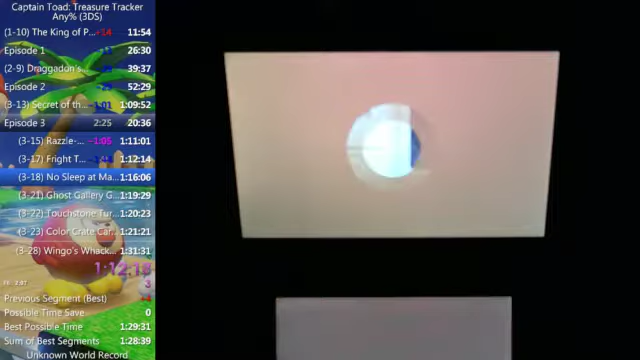 Captain Toad: Treasure Tracker
Any% (3DS)
(1-10) The King of P... +14 11:54
Episode 1 26:30
(2-9) Draggadon's... 39:37
Episode 2 52:29
(3-13) Secret of th... -1:01 1:09:52
Episode 3 2:25 20:36
(3-15) Razzle-... -1:05 1:11:01
(3-17) Fright T... 1:12:14
(3-18) No Sleep at Ma... 1:16:06
(3-21) Ghost Gallery G... 1:19:29
(3-22) Touchstone Tur... 1:20:23
(3-23) Color Crate Car... 1:21:21
(3-28) Wingo's Whack... 1:31:31
1:12:18
3
Previous Segment (Best) +4
Possible Time Save 0
Best Possible Time 1:29:31
Sum of Best Segments 1:28:39
Unknown World Record